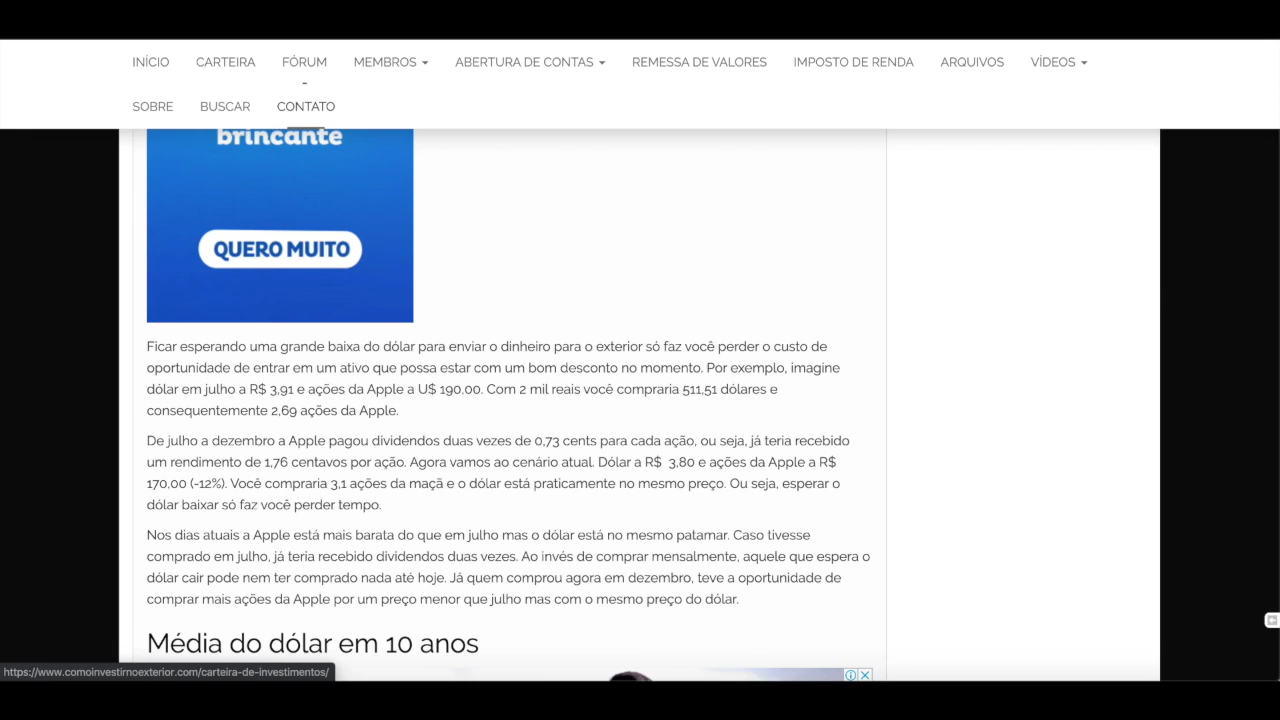 INÍCIO CARTEIRA FÓRUM MEMBROS ABERTURA DE CONTAS REMESSA DE VALORES IMPOSTO DE RENDA ARQUIVOS VÍDEOS
SOBRE BUSCAR CONTATO
brincante
QUERO MUITO
Ficar esperando uma grande baixa do dólar para enviar o dinheiro para o exterior só faz você perder o custo de
oportunidade de entrar em um ativo que possa estar com um bom desconto no momento. Por exemplo, imagine
dólar em julho a R$ 3,91 e ações da Apple a U$ 190,00. Com 2 mil reais você compraria 511,51 dólares e
consequentemente 2,69 ações da Apple.
De julho a dezembro a Apple pagou dividendos duas vezes de 0,73 cents para cada ação, ou seja, já teria recebido
um rendimento de 1,76 centavos por ação. Agora vamos ao cenário atual. Dólar a R$ 3,80 e ações da Apple a R$
170,00 (-12%). Você compraria 3,1 ações da maçã e o dólar está praticamente no mesmo preço. Ou seja, esperar o
dólar baixar só faz você perder tempo.
Nos dias atuais a Apple está mais barata do que em julho mas o dólar está no mesmo patamar. Caso tivesse
comprado em julho, já teria recebido dividendos duas vezes. Ao invés de comprar mensalmente, aquele que espera o
dólar cair pode nem ter comprado nada até hoje. Já quem comprou agora em dezembro, teve a oportunidade de
comprar mais ações da Apple por um preço menor que julho mas com o mesmo preço do dólar.
Média do dólar em 10 anos
https://www.comoinvestirnoexterior.com/carteira-de-investimentos/